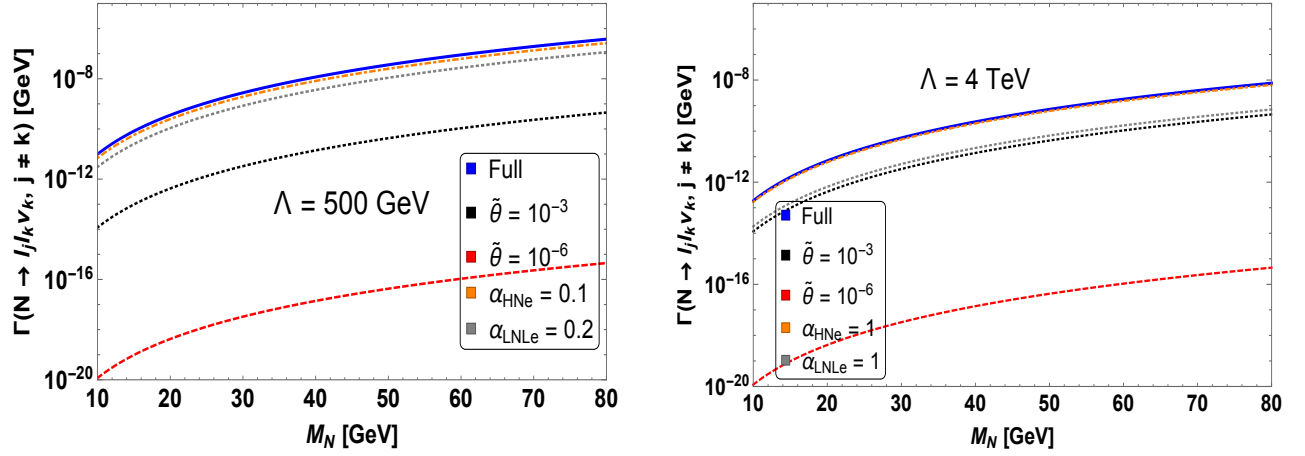 Γ(N → l_j l_k ν_k, j ≠ k) [GeV]
10^-8
10^-12
10^-16
10^-20
Λ = 500 GeV
Full
θ̃ = 10^-3
θ̃ = 10^-6
α_HNe = 0.1
α_LNLe = 0.2
10 20 30 40 50 60 70 80
M_N [GeV]
Γ(N → l_j l_k ν_k, j ≠ k) [GeV]
10^-8
10^-12
10^-16
10^-20
Λ = 4 TeV
Full
θ̃ = 10^-3
θ̃ = 10^-6
α_HNe = 1
α_LNLe = 1
10 20 30 40 50 60 70 80
M_N [GeV]